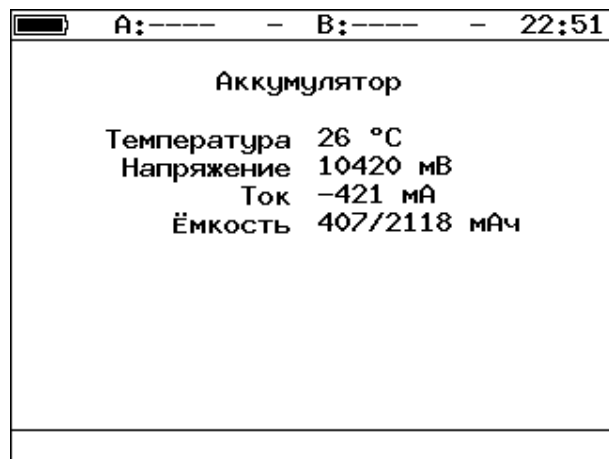 A:---- - B:---- - 22:51
Аккумулятор
Температура 26 °C
Напряжение 10420 мВ
Ток -421 мА
Ёмкость 407/2118 мАч